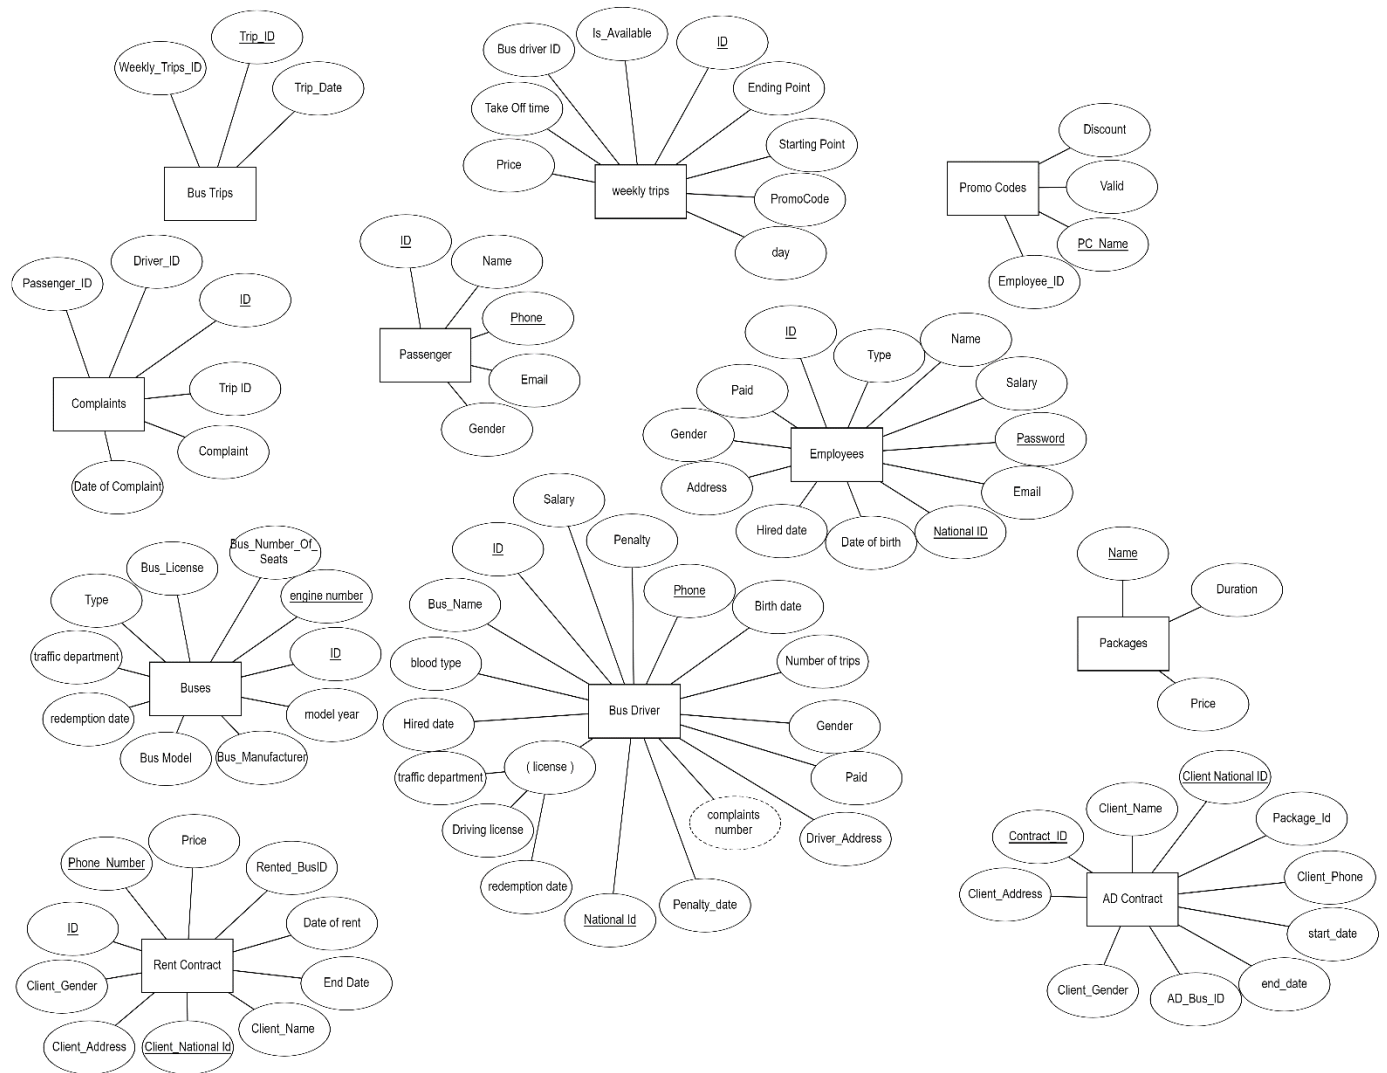 Trip_ID
Weekly_Trips_ID
Trip_Date
Bus Trips
Bus driver ID
Is_Available
ID
Take Off time
Ending Point
Price
Starting Point
weekly trips
PromoCode
day
Discount
Promo Codes
Valid
PC_Name
Employee_ID
Passenger_ID
Driver_ID
ID
Complaints
Trip ID
Complaint
Date of Complaint
ID
Name
Phone
Passenger
Email
Gender
ID
Type
Name
Paid
Salary
Gender
Password
Employees
Address
Email
Hired date
Date of birth
National ID
Bus_License
Bus_Number_Of_
Seats
Type
engine number
traffic department
ID
Buses
redemption date
model year
Bus Model
Bus_Manufacturer
Salary
ID
Penalty
Bus_Name
Phone
Birth date
blood type
Number of trips
Bus Driver
Hired date
Gender
traffic department
( license )
Paid
Driving license
complaints
number
Driver_Address
redemption date
National Id
Penalty_date
Name
Duration
Packages
Price
Phone_Number
Price
Rented_BusID
ID
Date of rent
Rent Contract
Client_Gender
End Date
Client_Address
Client_National Id
Client_Name
Client National ID
Client_Name
Contract_ID
Package_Id
Client_Address
Client_Phone
AD Contract
start_date
Client_Gender
AD_Bus_ID
end_date